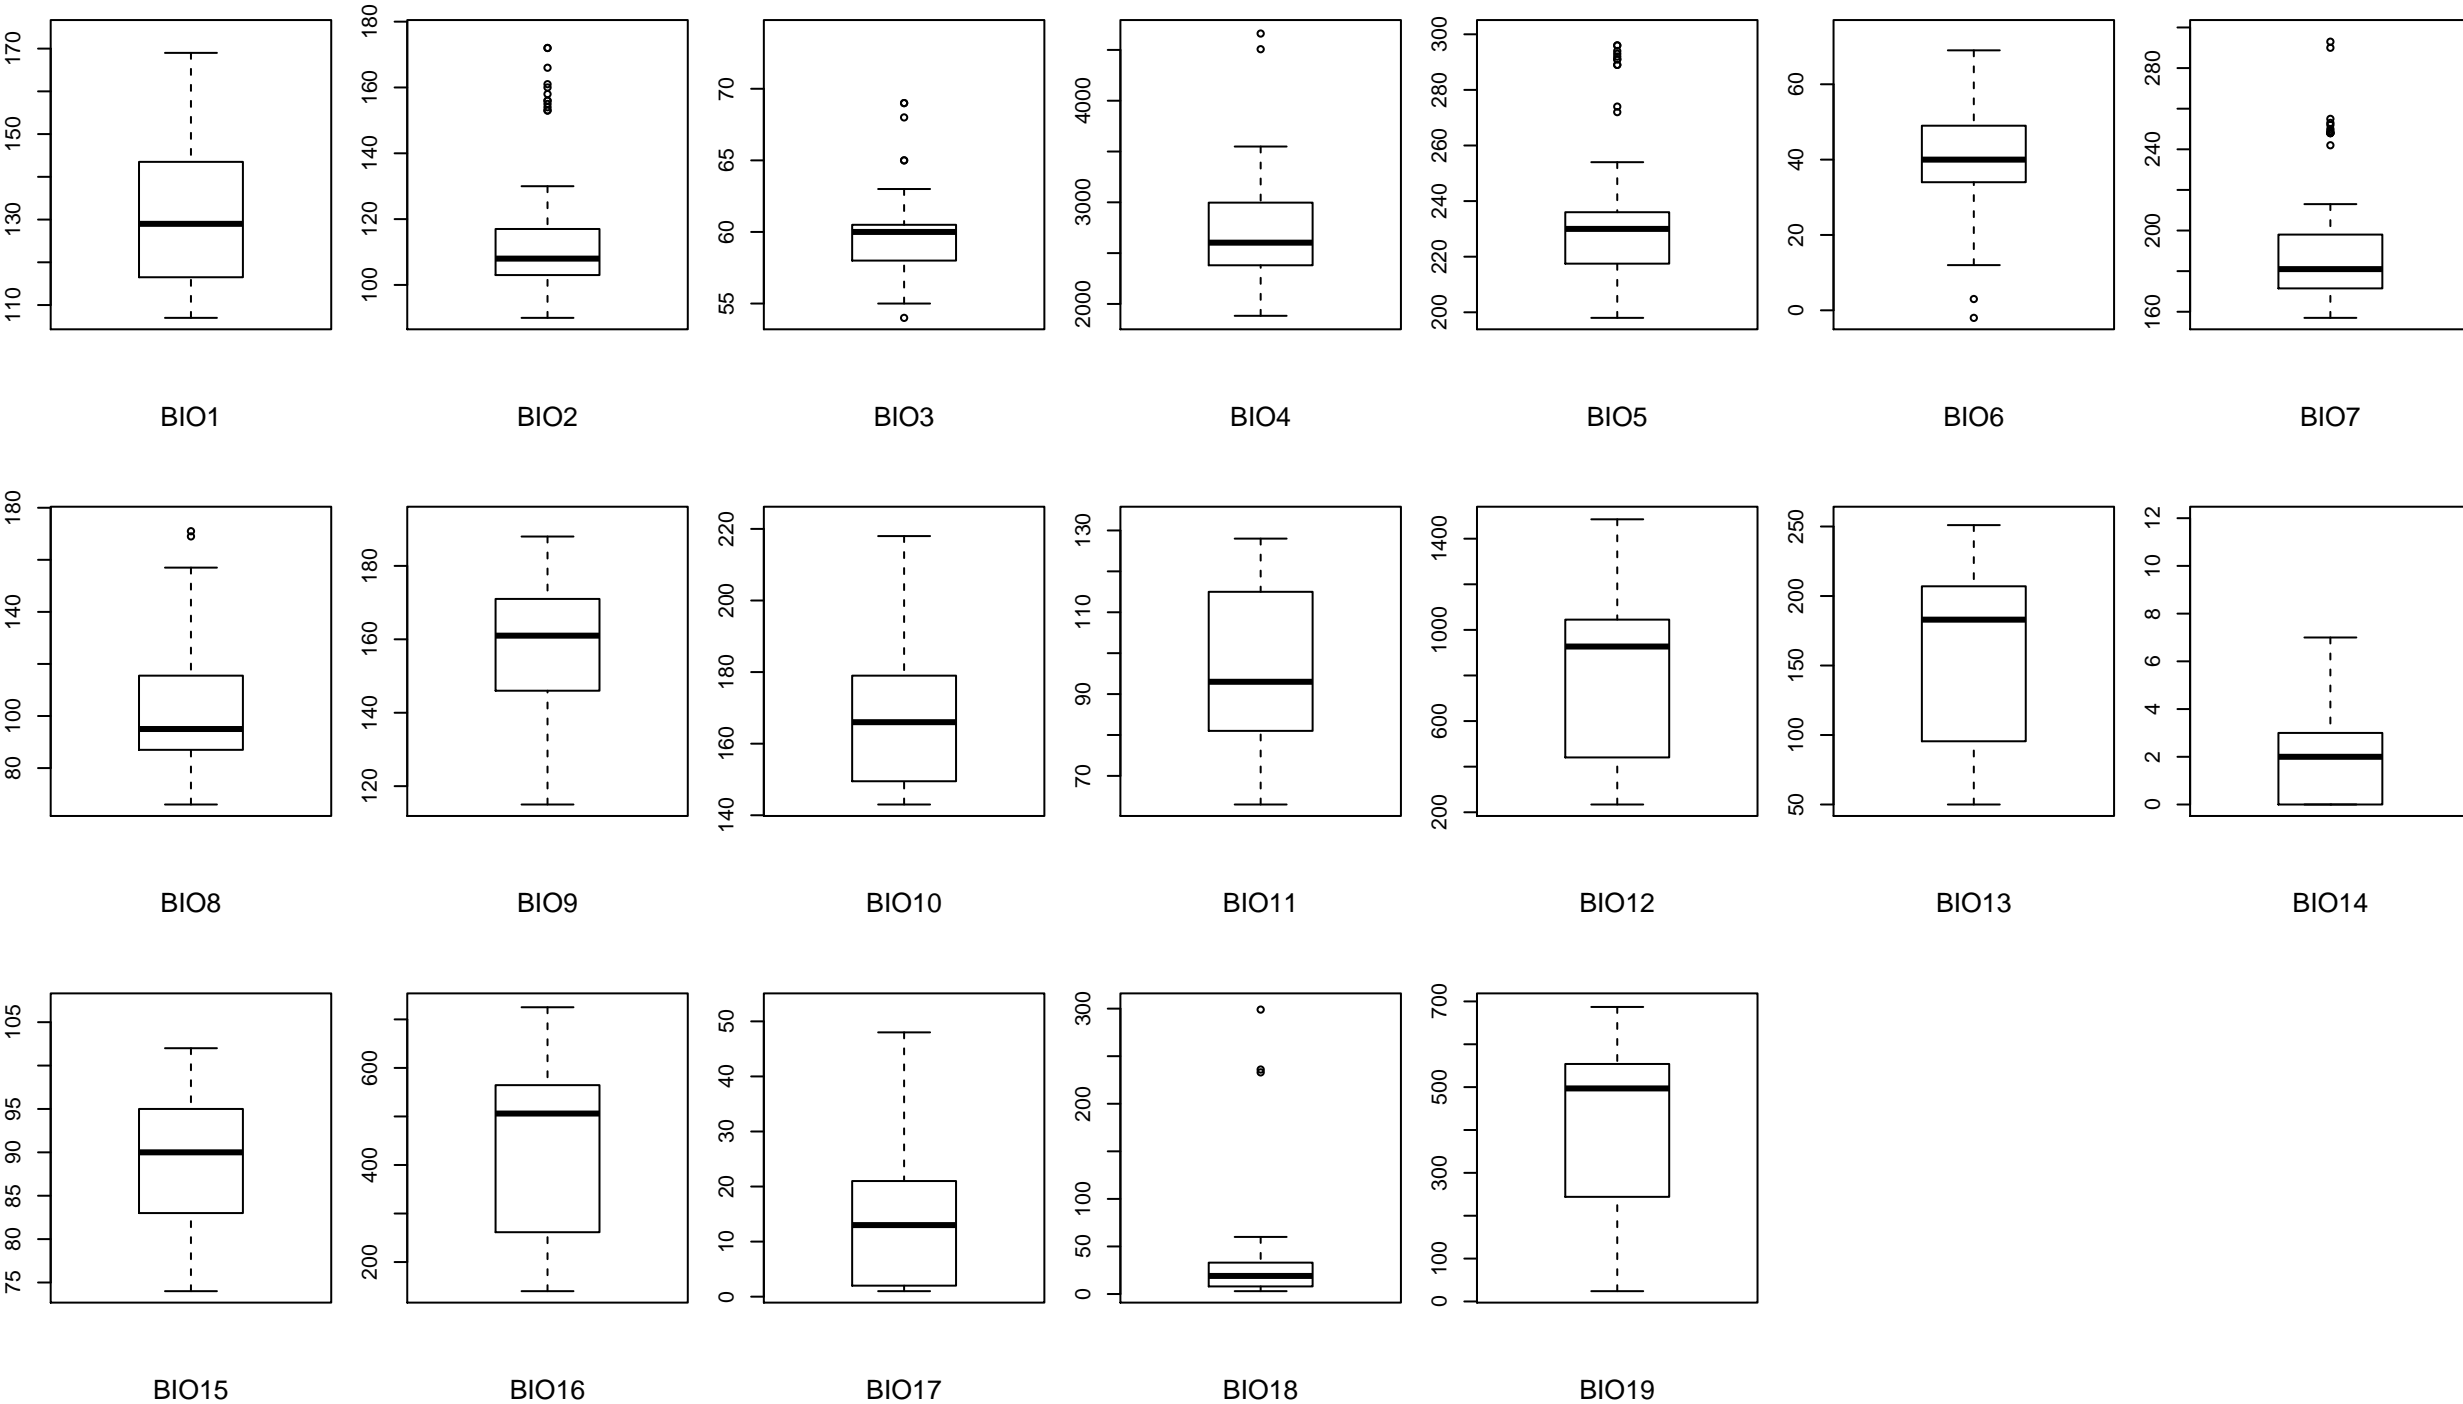 110 130 150 170
100 120 140 160 180
55 60 65 70
2000 3000 4000
200 220 240 260 280 300
0 20 40 60
160 200 240 280
BIO1 BIO2 BIO3 BIO4 BIO5 BIO6 BIO7
80 100 140 180
120 140 160 180
140 160 180 200 220
70 90 110 130
200 600 1000 1400
50 100 150 200 250
0 2 4 6 8 10 12
BIO8 BIO9 BIO10 BIO11 BIO12 BIO13 BIO14
75 80 85 90 95 105
200 400 600
0 10 20 30 40 50
0 50 100 200 300
0 100 300 500 700
BIO15 BIO16 BIO17 BIO18 BIO19